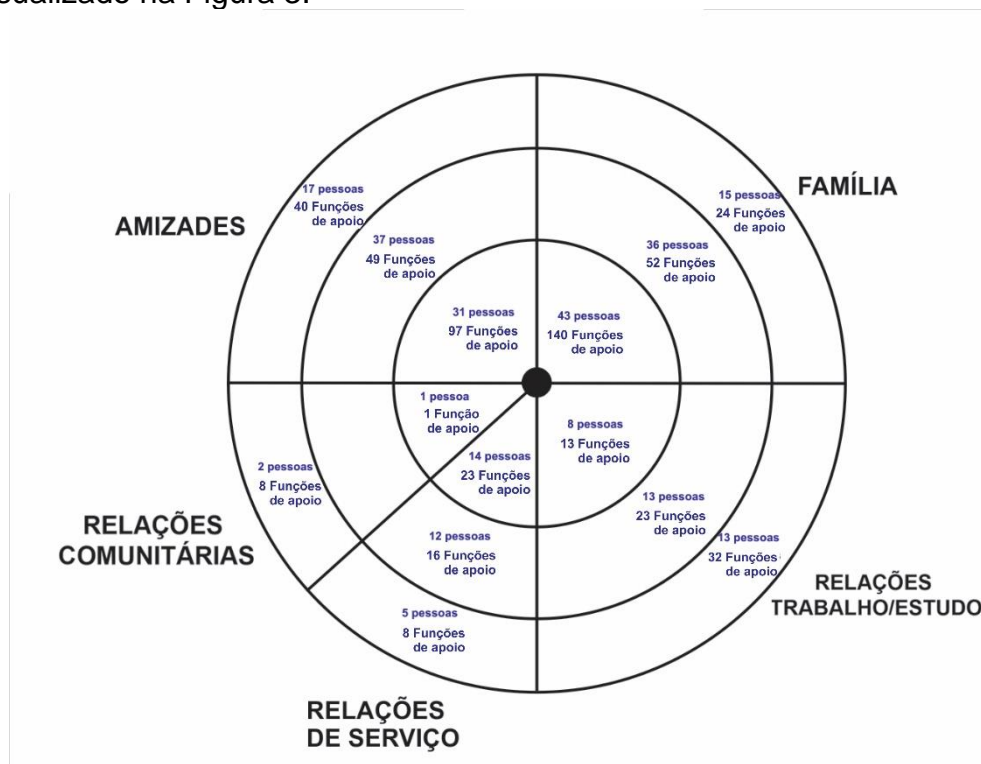 17 pessoas
40 Funções
de apoio
AMIZADES
37 pessoas
49 Funções
de apoio
31 pessoas
97 Funções
de apoio
15 pessoas
24 Funções
de apoio
FAMÍLIA
36 pessoas
52 Funções
de apoio
43 pessoas
140 Funções
de apoio
1 pessoa
1 Função
de apoio
2 pessoas
8 Funções
de apoio
RELAÇÕES
COMUNITÁRIAS
14 pessoas
23 Funções
de apoio
12 pessoas
16 Funções
de apoio
5 pessoas
8 Funções
de apoio
RELAÇÕES
DE SERVIÇO
8 pessoas
13 Funções
de apoio
13 pessoas
23 Funções
de apoio
13 pessoas
32 Funções
de apoio
RELAÇÕES
TRABALHO/ESTUDO